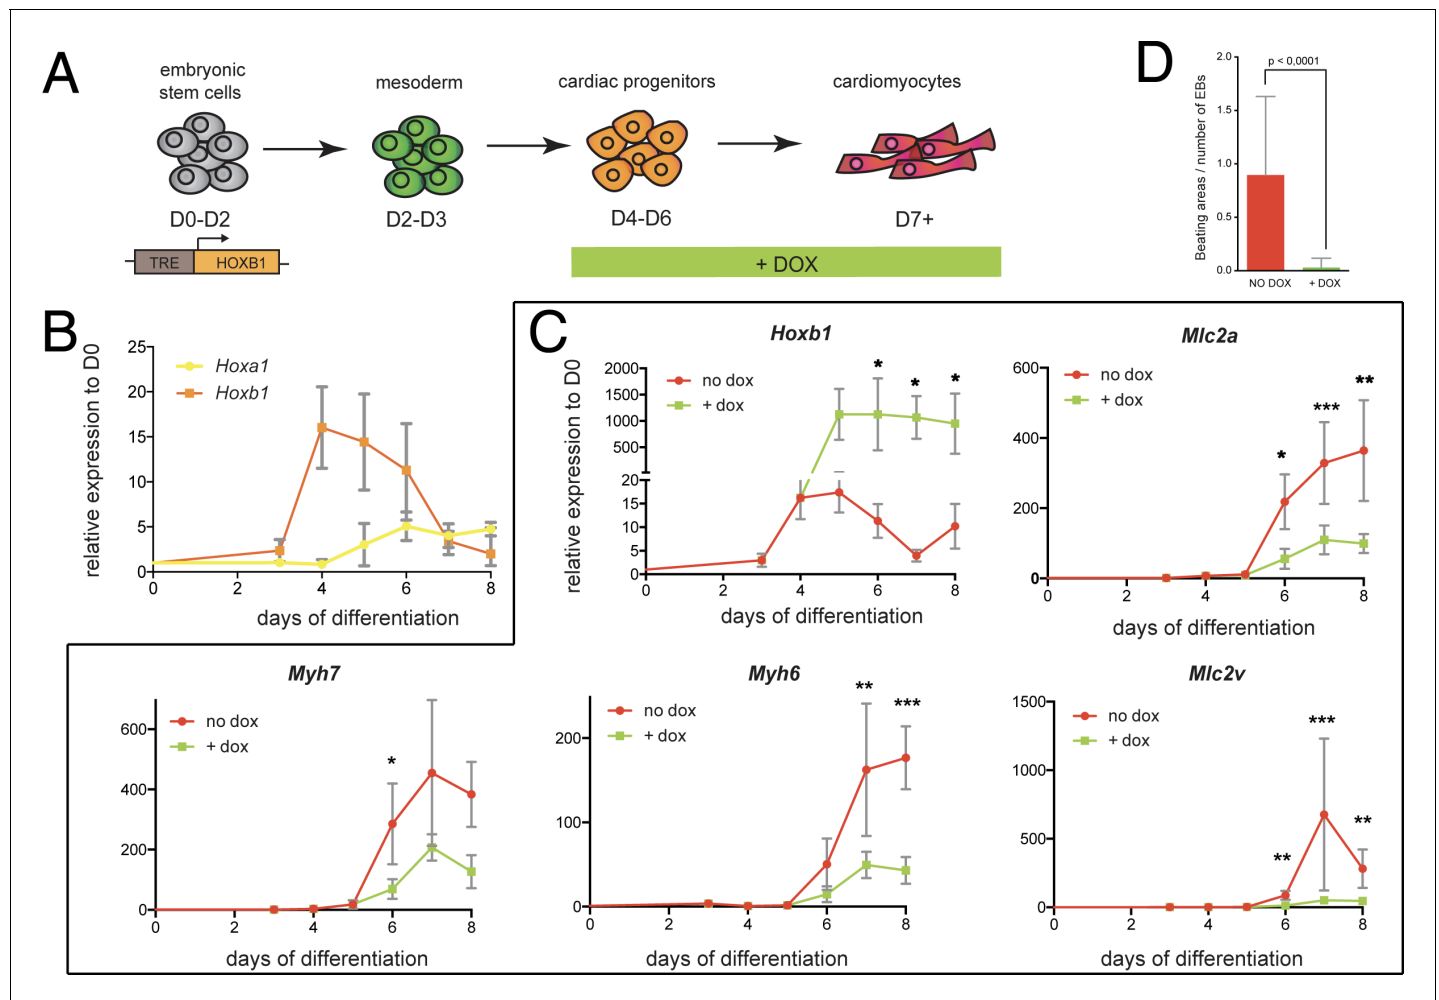 A
embryonic
stem cells
mesoderm
cardiac progenitors
cardiomyocytes
D0-D2
D2-D3
D4-D6
D7+
TRE
HOXB1
+ DOX
D
Beating areas / number of EBs
2.0
1.5
1.0
0.5
0.0
p < 0,0001
NO DOX
+ DOX
B
relative expression to D0
25
20
15
10
5
0
Hoxa1
Hoxb1
0
2
4
6
8
days of differentiation
C
Hoxb1
relative expression to D0
2000
1500
1000
500
20
15
10
5
0
no dox
+ dox
*
*
*
0
2
4
6
8
days of differentiation
Mlc2a
600
400
200
0
no dox
+ dox
*
***
**
0
2
4
6
8
days of differentiation
Myh7
600
400
200
0
no dox
+ dox
*
0
2
4
6
8
days of differentiation
Myh6
200
100
0
no dox
+ dox
**
***
0
2
4
6
8
days of differentiation
Mlc2v
1500
1000
500
0
no dox
+ dox
**
***
**
0
2
4
6
8
days of differentiation